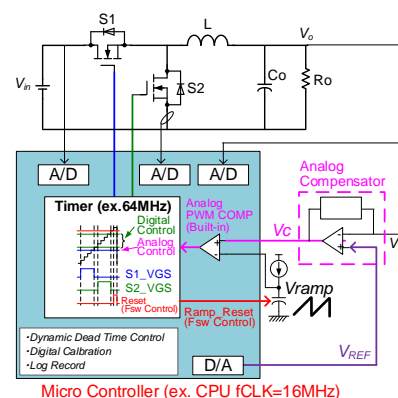 S1
L
Vo
Vin
S2
Co
Ro
A/D
A/D
A/D
Timer (ex.64MHz)
Digital
Control
Analog
Control
S1_VGS
S2_VGS
Reset
(Fsw Control)
Analog
PWM COMP
(Built-in)
Vc
Analog
Compensator
Ramp_Reset
(Fsw Control)
Vramp
VREF
D/A
•Dynamic Dead Time Control
•Digital Calbration
•Log Record
Micro Controller (ex. CPU fCLK=16MHz)